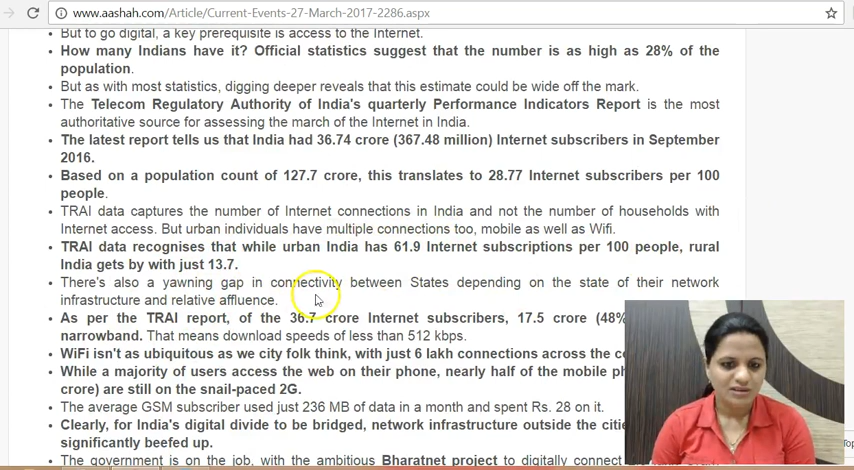 www.aashah.com/Article/Current-Events-27-March-2017-2286.aspx
• But to go digital, a key prerequisite is access to the Internet.
• How many Indians have it? Official statistics suggest that the number is as high as 28% of the
population.
• But as with most statistics, digging deeper reveals that this estimate could be wide off the mark.
• The Telecom Regulatory Authority of India's quarterly Performance Indicators Report is the most
authoritative source for assessing the march of the Internet in India.
• The latest report tells us that India had 36.74 crore (367.48 million) Internet subscribers in September
2016.
• Based on a population count of 127.7 crore, this translates to 28.77 Internet subscribers per 100
people.
• TRAI data captures the number of Internet connections in India and not the number of households with
Internet access. But urban individuals have multiple connections too, mobile as well as Wifi.
• TRAI data recognises that while urban India has 61.9 Internet subscriptions per 100 people, rural
India gets by with just 13.7.
• There's also a yawning gap in connectivity between States depending on the state of their network
infrastructure and relative affluence.
• As per the TRAI report, of the 36.7 crore Internet subscribers, 17.5 crore (48%
narrowband. That means download speeds of less than 512 kbps.
• WiFi isn't as ubiquitous as we city folk think, with just 6 lakh connections across the
• While a majority of users access the web on their phone, nearly half of the mobile
crore) are still on the snail-paced 2G.
• The average GSM subscriber used just 236 MB of data in a month and spent Rs. 28 on it.
• Clearly, for India's digital divide to be bridged, network infrastructure outside the
significantly beefed up.
• The government is on the job, with the ambitious Bharatnet project to digitally connect